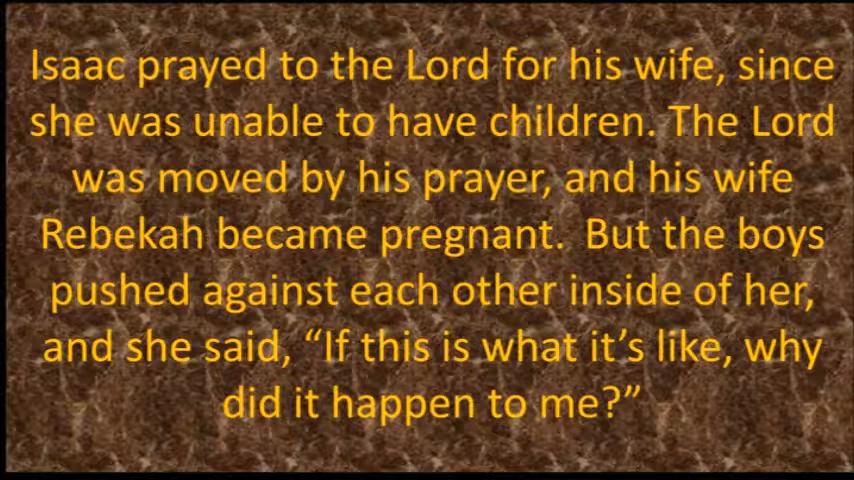 Isaac prayed to the Lord for his wife, since
she was unable to have children. The Lord
was moved by his prayer, and his wife
Rebekah became pregnant.  But the boys
pushed against each other inside of her,
and she said, “If this is what it’s like, why
did it happen to me?”